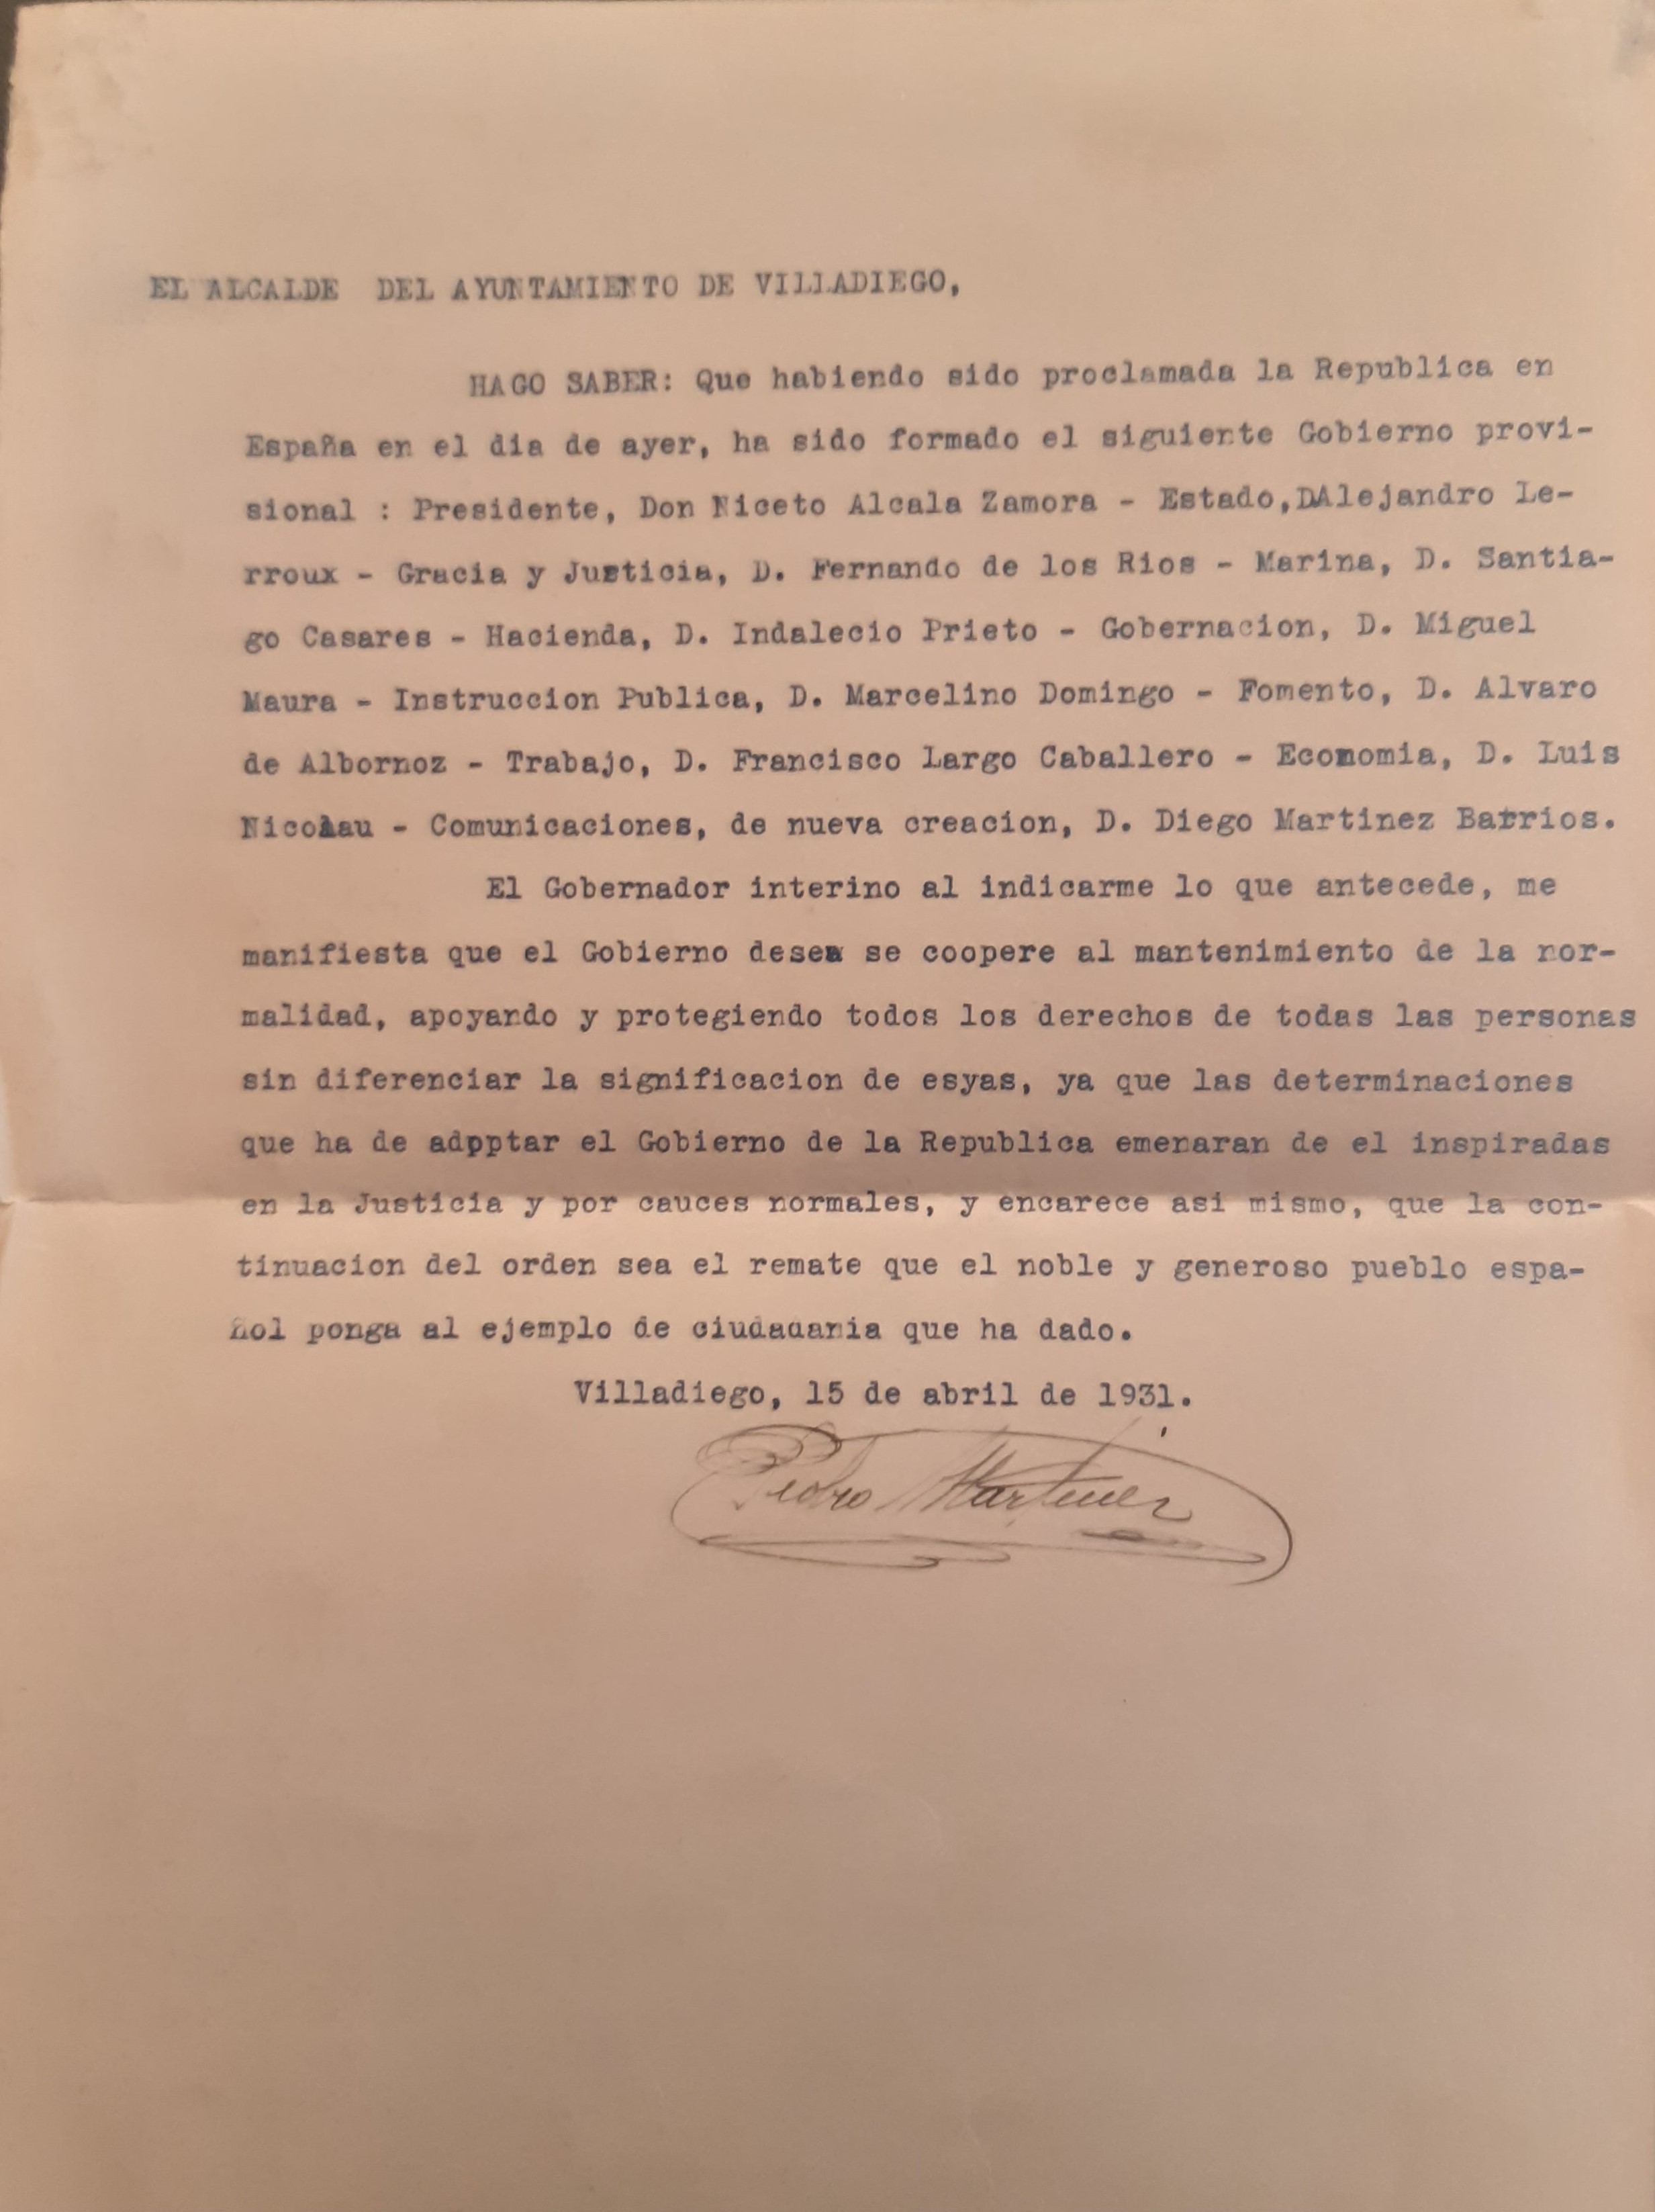 EL ALCALDE DEL AYUNTAMIENTO DE VILLADIEGO,
HAGO SABER: Que habiendo sido proclamada la Republica en
España en el dia de ayer, ha sido formado el siguiente Gobierno provi-
sional : Presidente, Don Niceto Alcala Zamora - Estado,DAlejandro Le-
rroux - Gracia y Justicia, D. Fernando de los Rios - Marina, D. Santia-
go Casares - Hacienda, D. Indalecio Prieto - Gobernacion, D. Miguel
Maura - Instruccion Publica, D. Marcelino Domingo - Fomento, D. Alvaro
de Albornoz - Trabajo, D. Francisco Largo Caballero - Economia, D. Luis
Nicolau - Comunicaciones, de nueva creacion, D. Diego Martinez Barrios.
El Gobernador interino al indicarme lo que antecede, me
manifiesta que el Gobierno desea se coopere al mantenimiento de la nor-
malidad, apoyando y protegiendo todos los derechos de todas las personas
sin diferenciar la significacion de esyas, ya que las determinaciones
que ha de adpptar el Gobierno de la Republica emenaran de el inspiradas
en la Justicia y por cauces normales, y encarece asi mismo, que la con-
tinuacion del orden sea el remate que el noble y generoso pueblo espa-
ñol ponga al ejemplo de ciudadania que ha dado.
Villadiego, 15 de abril de 1931.
Pedro Martinez